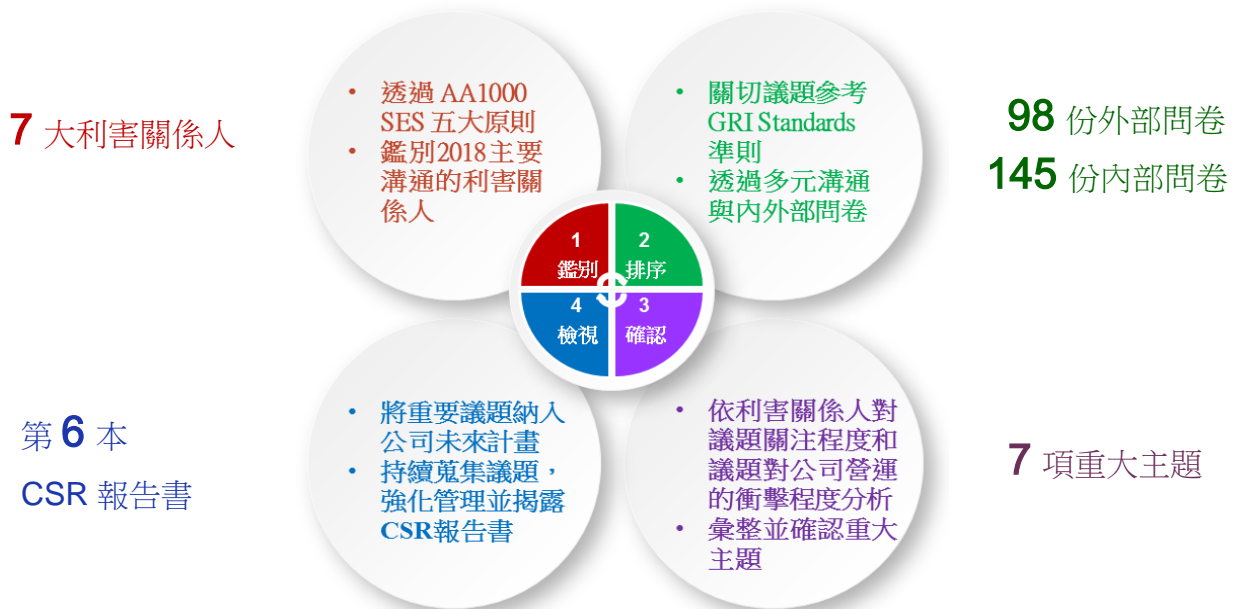 7 大利害關係人
• 透過 AA1000
SES 五大原則
• 鑑別2018主要
溝通的利害關
係人
• 關切議題參考
GRI Standards
準則
• 透過多元溝通
與內外部問卷
98 份外部問卷
145 份內部問卷
1
鑑別
2
排序
4
檢視
3
確認
第 6 本
CSR 報告書
• 將重要議題納入
公司未來計畫
• 持續蒐集議題，
強化管理並揭露
CSR報告書
• 依利害關係人對
議題關注程度和
議題對公司營運
的衝擊程度分析
• 彙整並確認重大
主題
7 項重大主題